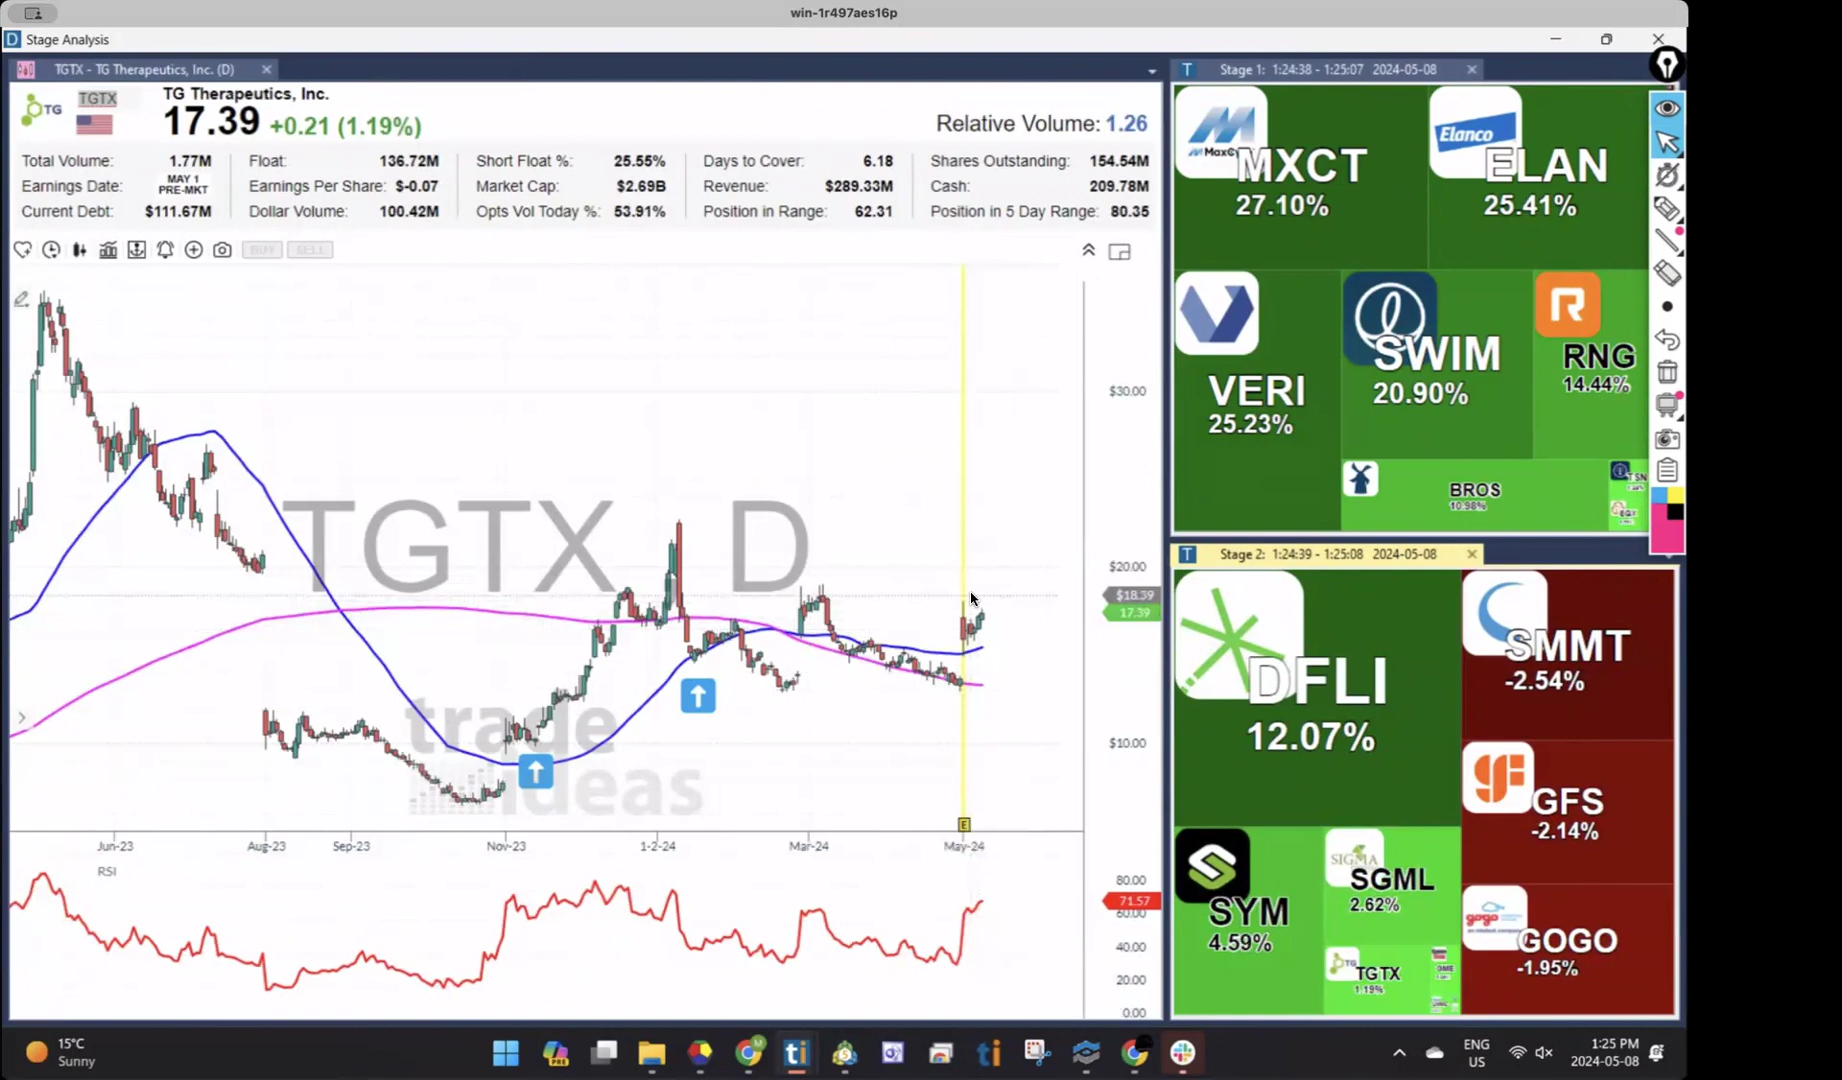 win-1r497aes16p
Stage Analysis
TGTX - TG Therapeutics, Inc. (D)
TG
TGTX
TG Therapeutics, Inc.
17.39 +0.21 (1.19%)
Relative Volume: 1.26
Total Volume: 1.77M
Float: 136.72M
Short Float %: 25.55%
Days to Cover: 6.18
Shares Outstanding: 154.54M
Earnings Date: MAY 1 PRE-MKT
Earnings Per Share: $-0.07
Market Cap: $2.69B
Revenue: $289.33M
Cash: 209.78M
Current Debt: $111.67M
Dollar Volume: 100.42M
Opts Vol Today %: 53.91%
Position in Range: 62.31
Position in 5 Day Range: 80.35
BUY SELL
TGTX D
trade
ideas
$30.00
$20.00
$18.39
17.39
$10.00
E
Jun-23 Aug-23 Sep-23 Nov-23 1-2-24 Mar-24 May-24
RSI
80.00
71.57
60.00
40.00
20.00
0.00
Stage 1: 1:24:38 - 1:25:07 2024-05-08
MXCT
27.10%
Elanco
ELAN
25.41%
VERI
25.23%
SWIM
20.90%
RNG
14.44%
BROS
10.98%
Stage 2: 1:24:39 - 1:25:08 2024-05-08
DFLI
12.07%
SMMT
-2.54%
GFS
-2.14%
SYM
4.59%
SIGMA
SGML
2.62%
gogo
GOGO
-1.95%
TG
TGTX
1.19%
15°C
Sunny
PRE
ti
ti
ENG
US
1:25 PM
2024-05-08